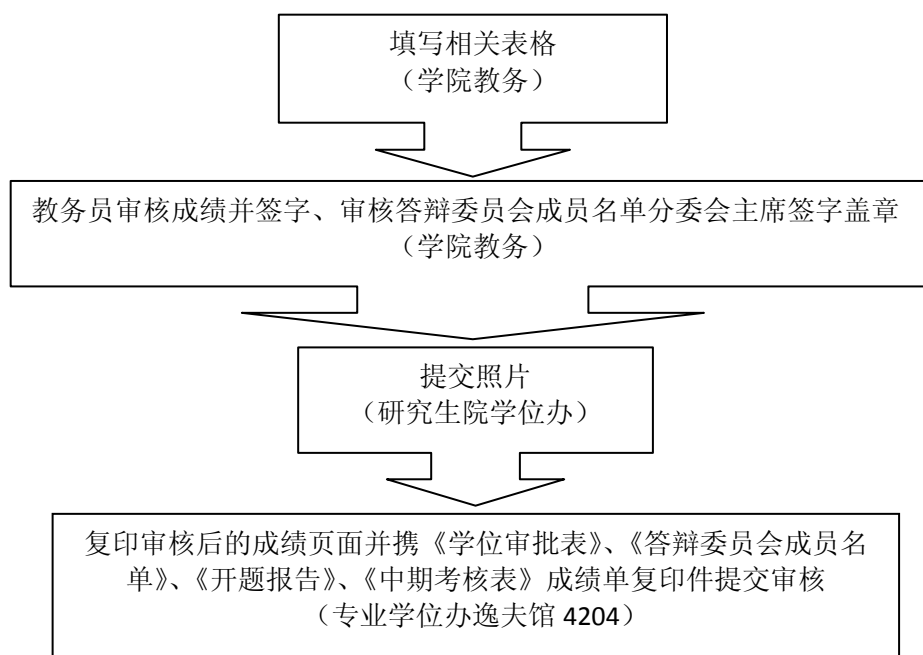 填写相关表格
（学院教务）
教务员审核成绩并签字、审核答辩委员会成员名单分委会主席签字盖章
（学院教务）
提交照片
（研究生院学位办）
复印审核后的成绩页面并携《学位审批表》、《答辩委员会成员名
单》、《开题报告》、《中期考核表》成绩单复印件提交审核
（专业学位办逸夫馆 4204）